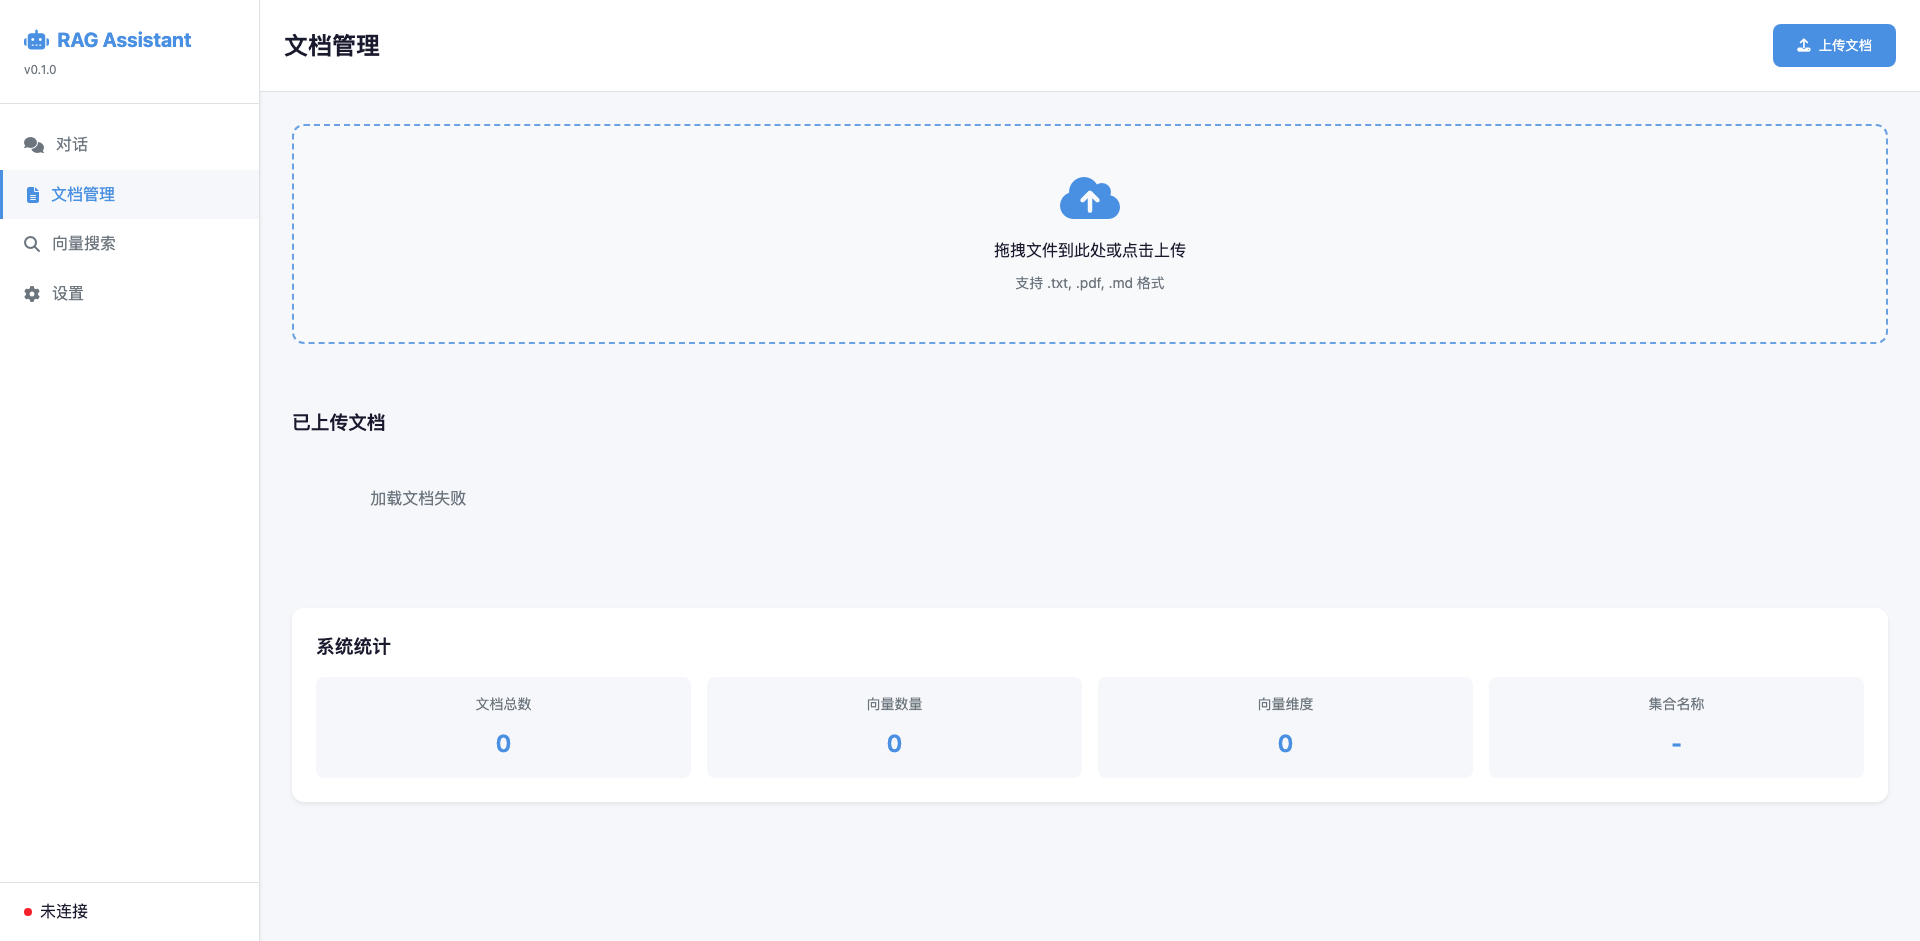 RAG Assistant
v0.1.0
对话
文档管理
向量搜索
设置
未连接
文档管理
上传文档
拖拽文件到此处或点击上传
支持 .txt, .pdf, .md 格式
已上传文档
加载文档失败
系统统计
文档总数
0
向量数量
0
向量维度
0
集合名称
-